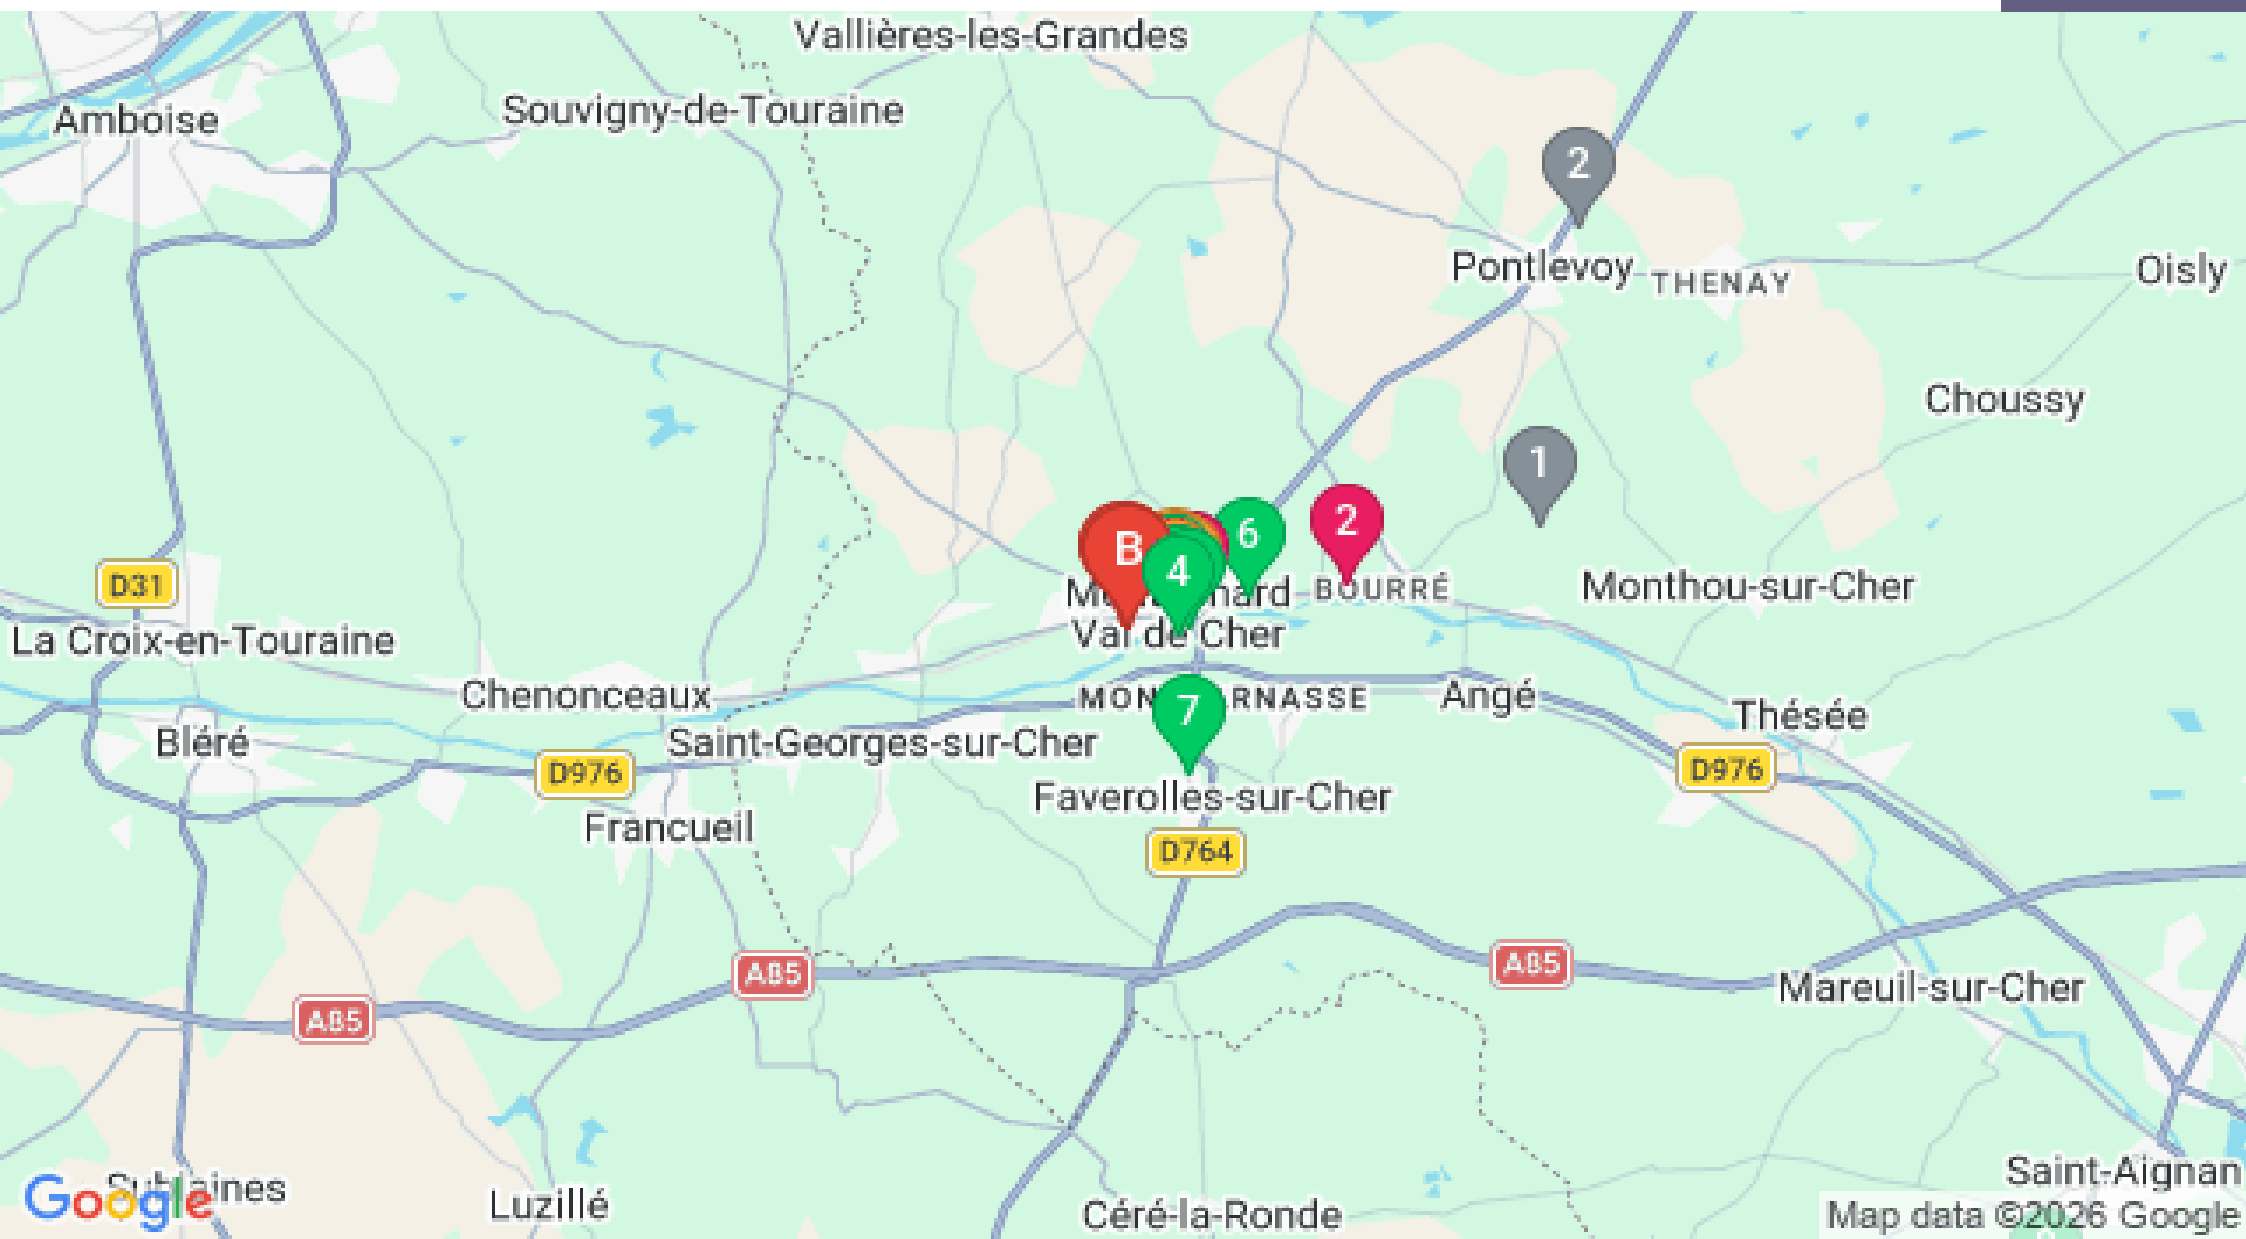 Vallières-les-Grandes
Souvigny-de-Touraine
Amboise
2
Pontlevoy
THENAY
Oisly
Choussy
1
2
6
B
4
D31
BOURRÉ
Monthou-sur-Cher
Val de Cher
La Croix-en-Touraine
Chenonceaux
Angé
7
Thésée
Bléré
Saint-Georges-sur-Cher
D976
D976
Faverolles-sur-Cher
Francueil
D764
A85
A85
A85
Mareuil-sur-Cher
Saint-Aignan
Google
Luzillé
Céré-la-Ronde
Map data ©2026 Google